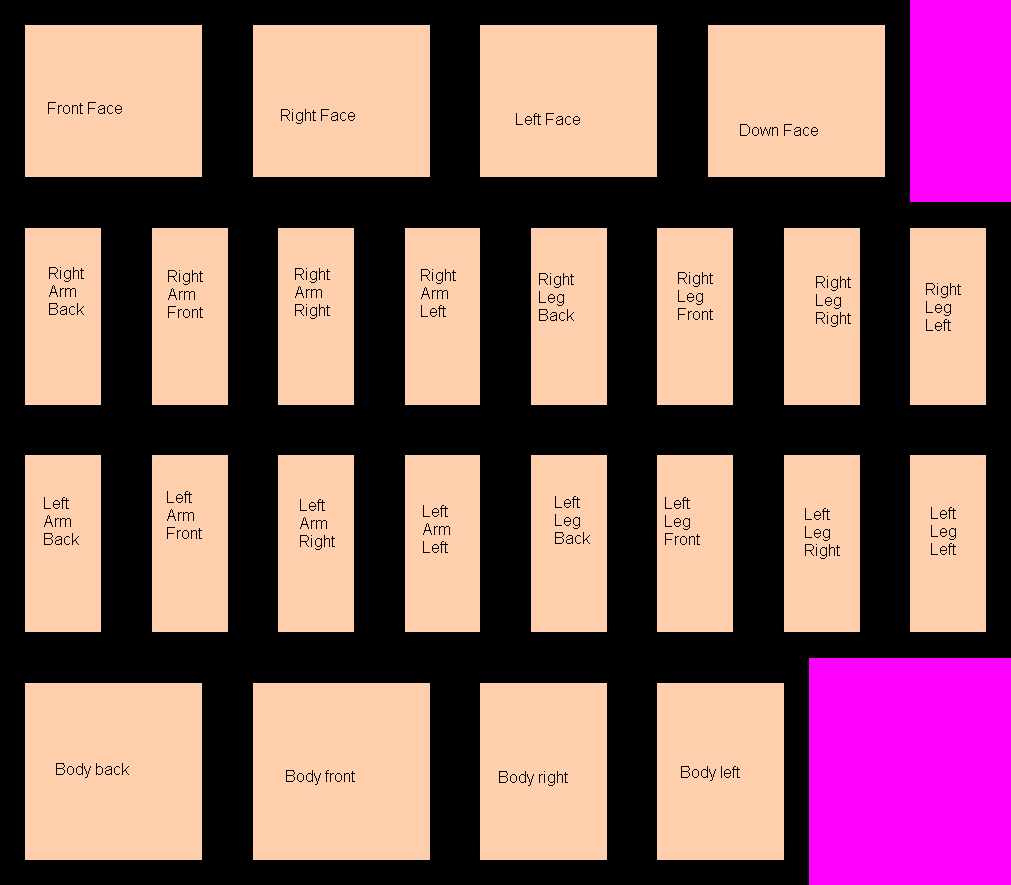 Front Face
Right Face
Left Face
Down Face
Right
Arm
Back
Right
Arm
Front
Right
Arm
Right
Right
Arm
Left
Right
Leg
Back
Right
Leg
Front
Right
Leg
Right
Right
Leg
Left
Left
Arm
Back
Left
Arm
Front
Left
Arm
Right
Left
Arm
Left
Left
Leg
Back
Left
Leg
Front
Left
Leg
Right
Left
Leg
Left
Body back
Body front
Body right
Body left